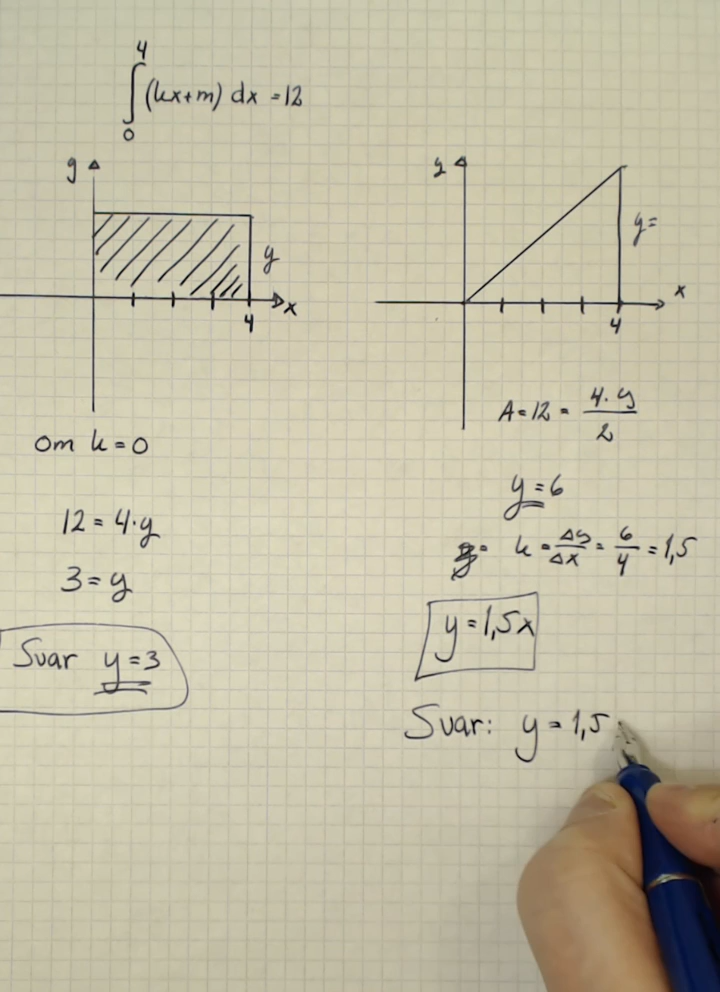 ∫₀⁴ (kx+m) dx = 12
y
y
x
4
om k = 0
12 = 4·y
3 = y
Svar y = 3
y
y =
x
4
A = 12 = 4·y / 2
y = 6
k = Δy/Δx = 6/4 = 1,5
y = 1,5x
Svar: y = 1,5